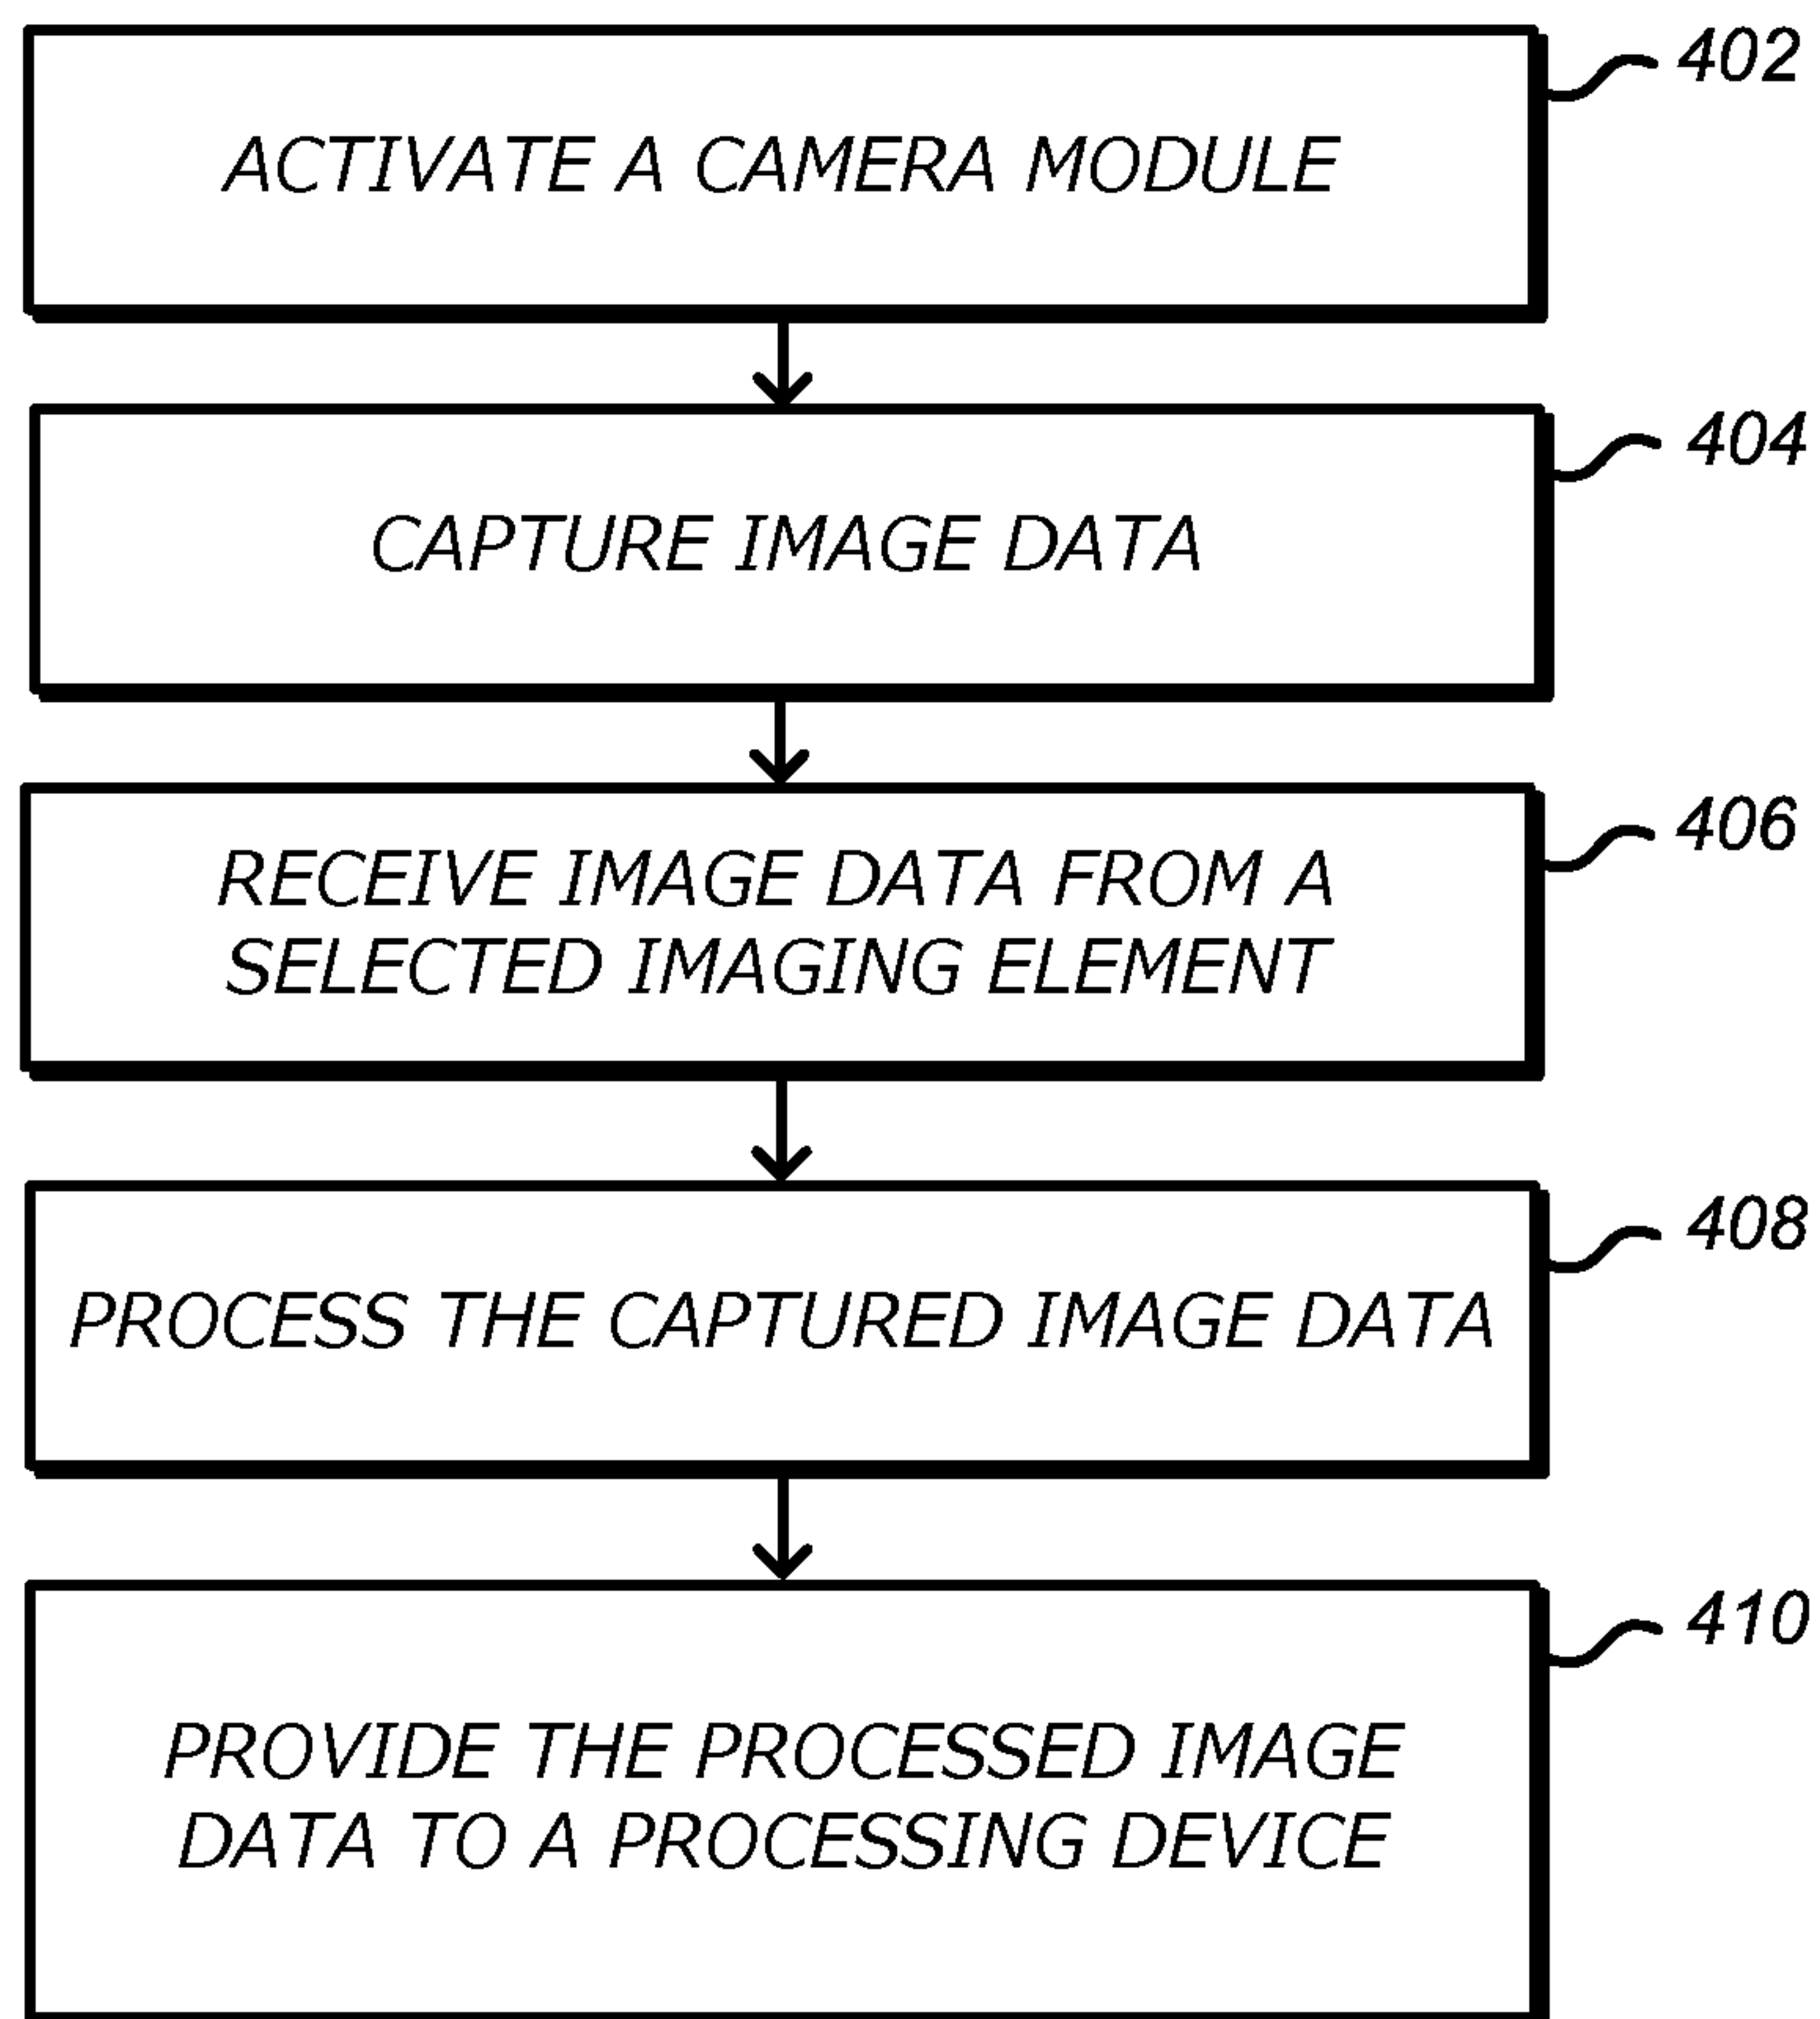 402
ACTIVATE A CAMERA MODULE
404
CAPTURE IMAGE DATA
406
RECEIVE IMAGE DATA FROM A
SELECTED IMAGING ELEMENT
408
PROCESS THE CAPTURED IMAGE DATA
410
PROVIDE THE PROCESSED IMAGE
DATA TO A PROCESSING DEVICE